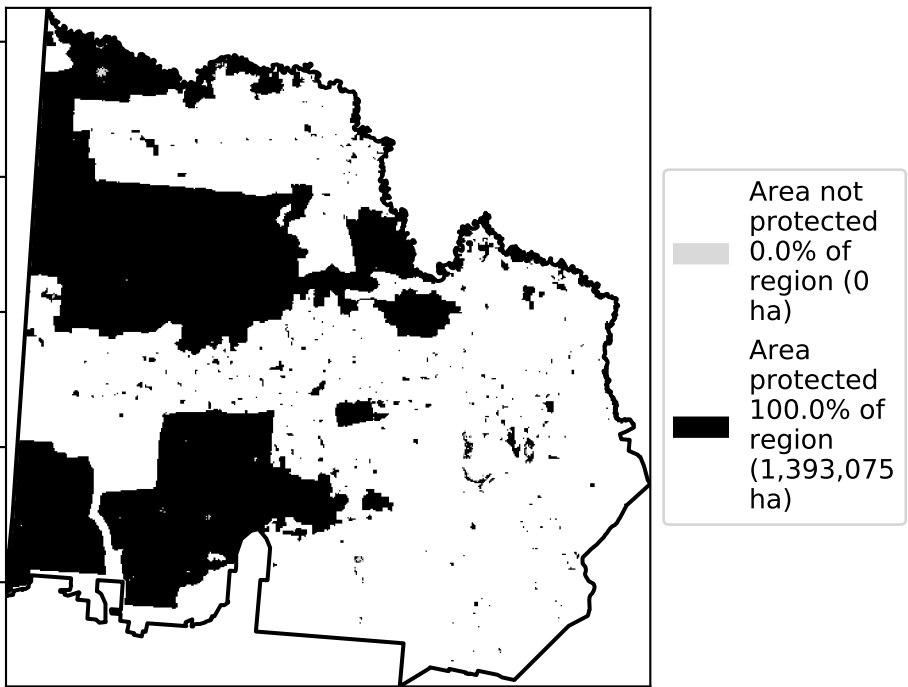 Area not
protected
0.0% of
region (0
ha)
Area
protected
100.0% of
region
(1,393,075
ha)